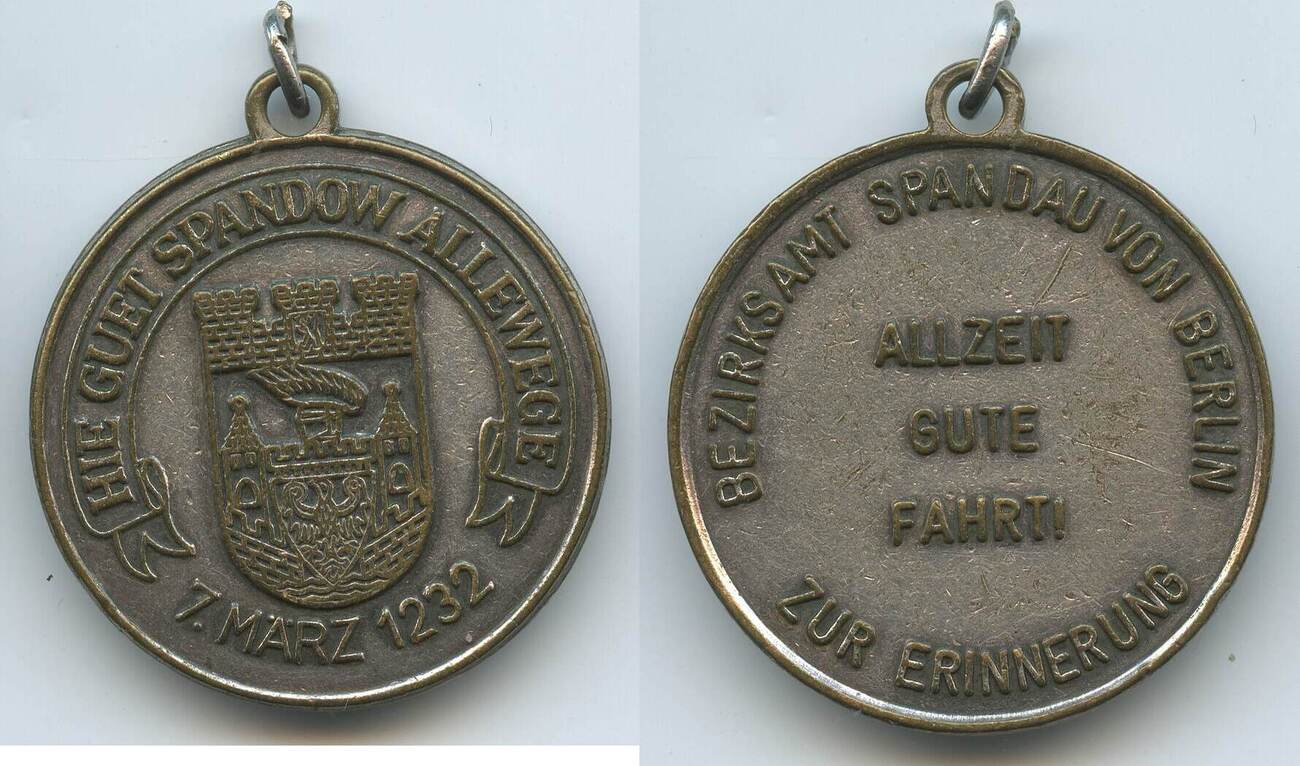 HIE GUET SPANDOW ALLEWEGE
7. MÄRZ 1232
BEZIRKSAMT SPANDAU VON BERLIN
ALLZEIT
GUTE
FAHRT!
ZUR ERINNERUNG